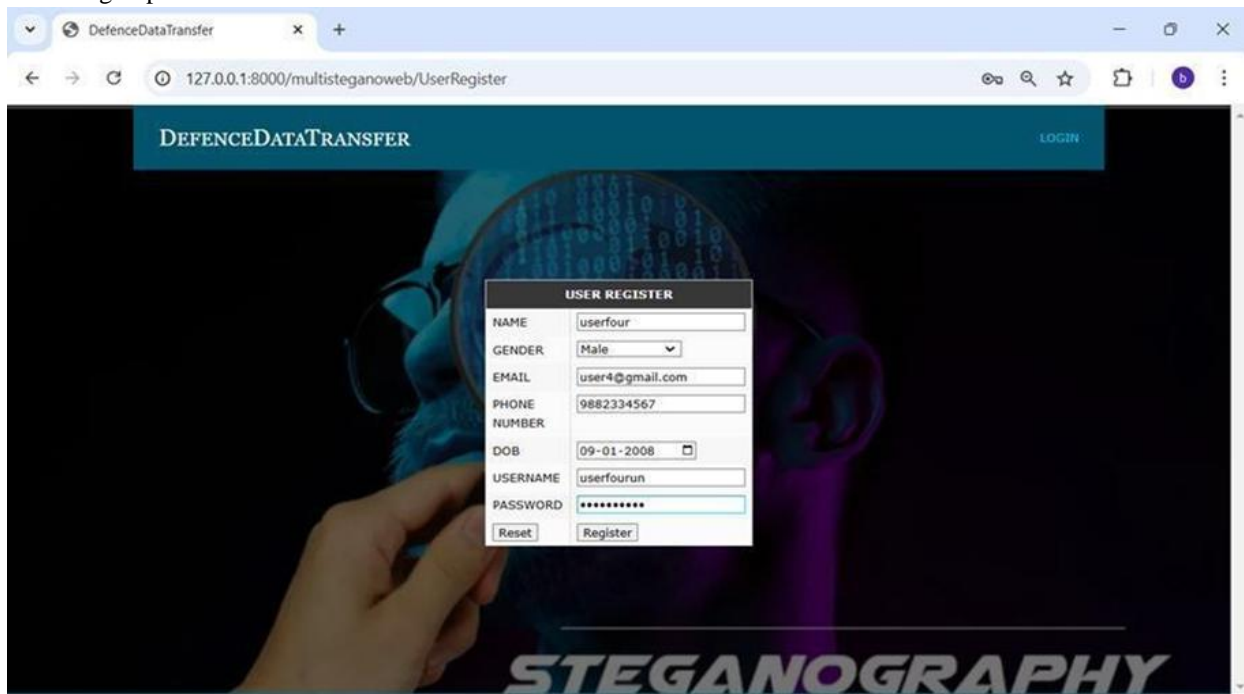 DefenceDataTransfer
127.0.0.1:8000/multisteganoweb/UserRegister
b
DEFENCEDATATRANSFER
LOGIN
USER REGISTER
NAME userfour
GENDER Male
EMAIL user4@gmail.com
PHONE NUMBER 9882334567
DOB 09-01-2008
USERNAME userfourun
PASSWORD ••••••••••
Reset Register
STEGANOGRAPHY